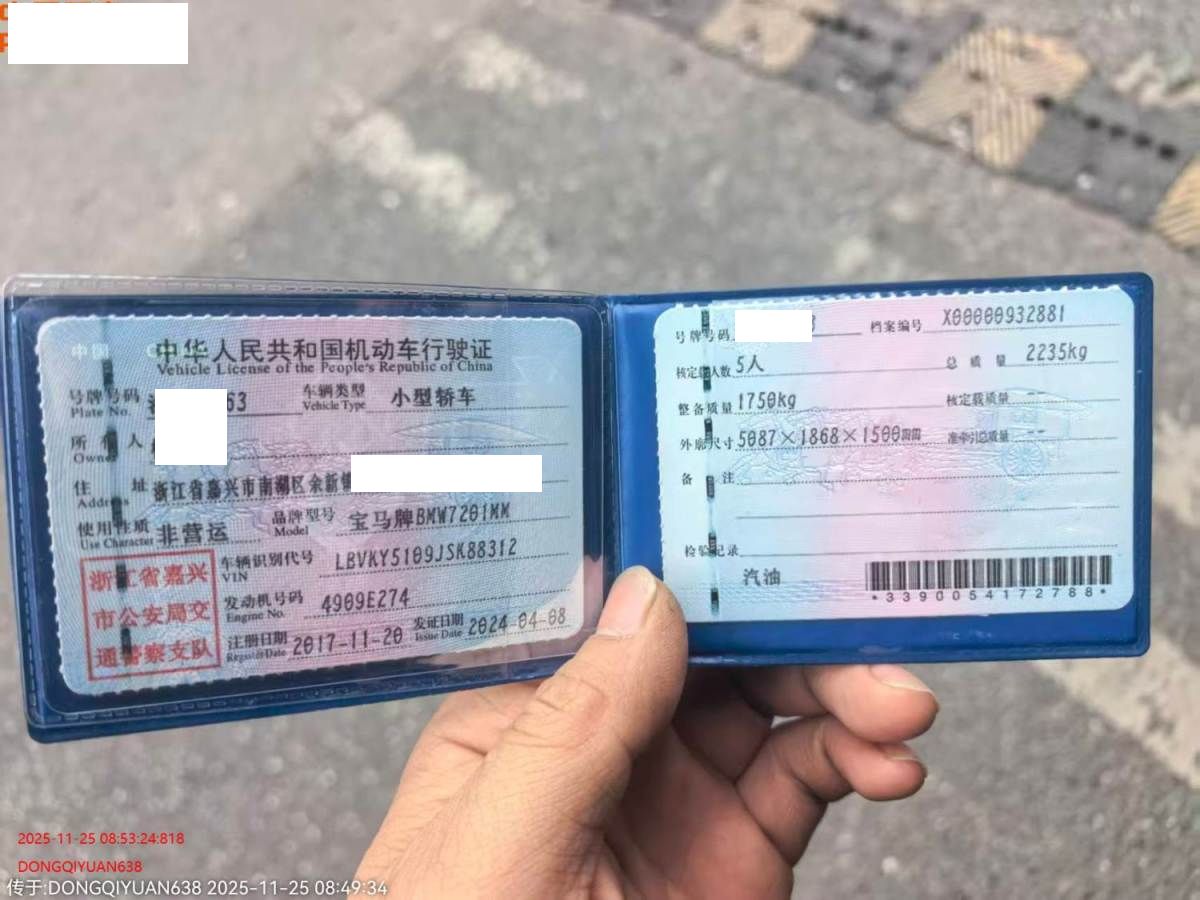 中华人民共和国机动车行驶证
Vehicle License of the People's Republic of China
号牌号码 63 车辆类型 小型轿车
Plate No. Vehicle Type
所有人
Owner
住址 浙江省嘉兴市南湖区余新镇
Address
使用性质 非营运 品牌型号 宝马牌BMW7201MM
Use Character Model
车辆识别代号 LBVKY5109JSK88312
VIN
发动机号码 4909E274
Engine No.
注册日期 2017-11-20 发证日期 2024-04-08
Register Date Issue Date
浙江省嘉兴
市公安局交
通警察支队
号牌号码 档案编号 X00000932881
核定载人数 5人 总质量 2235kg
整备质量 1750kg 核定载质量 --
外廓尺寸 5087×1868×1500 准牵引总质量 --
备注
检验记录
汽油
*3390054172788*
2025-11-25 08:53:24:818
DONGQIYUAN638
传于:DONGQIYUAN638 2025-11-25 08:49:34